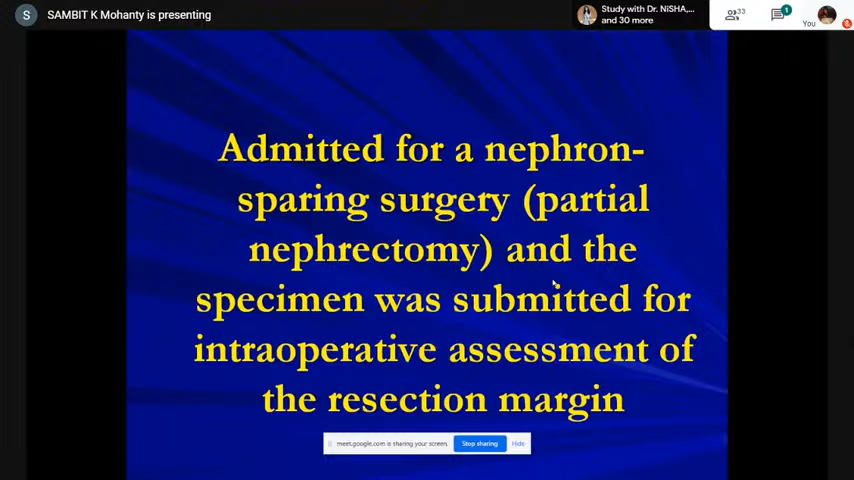 S SAMBIT K Mohanty is presenting
Study with Dr. NiSHA,...
and 30 more
33
1
You
Admitted for a nephron-
sparing surgery (partial
nephrectomy) and the
specimen was submitted for
intraoperative assessment of
the resection margin
meet.google.com is sharing your screen.
Stop sharing
Hide